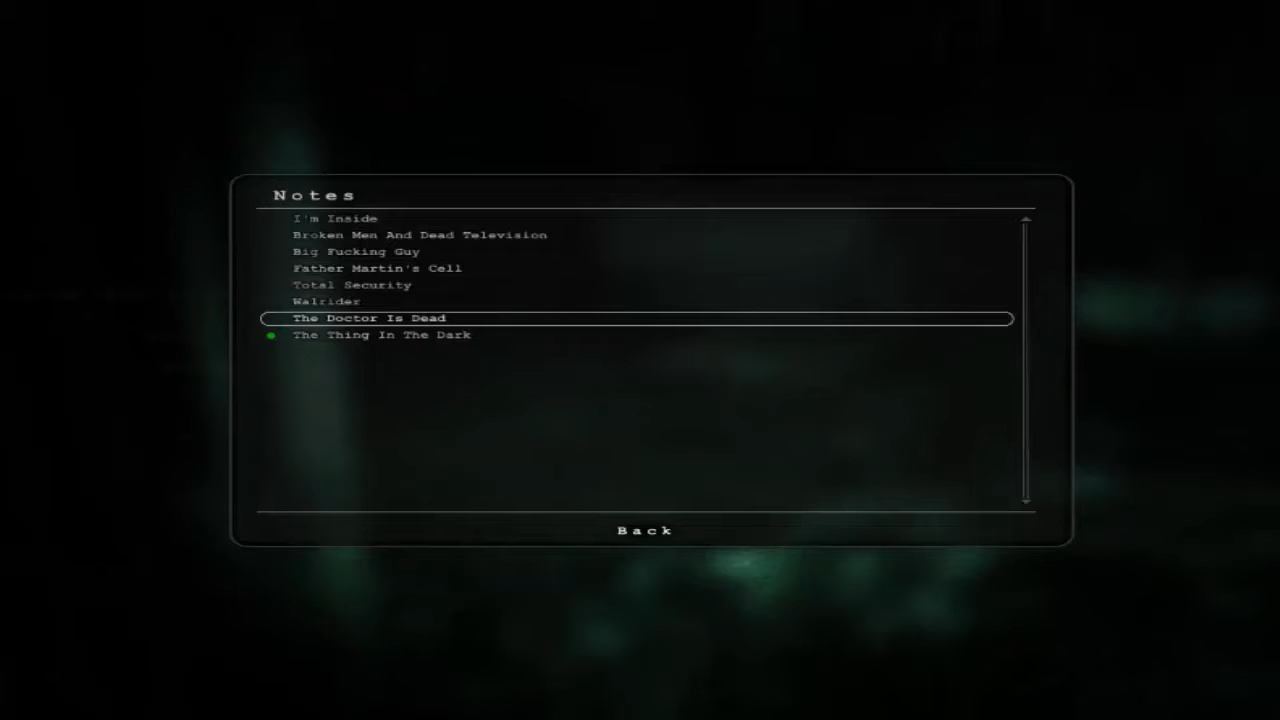 Notes
I'm Inside
Broken Men And Dead Television
Big Fucking Guy
Father Martin's Cell
Total Security
Walrider
The Doctor Is Dead
The Thing In The Dark
Back